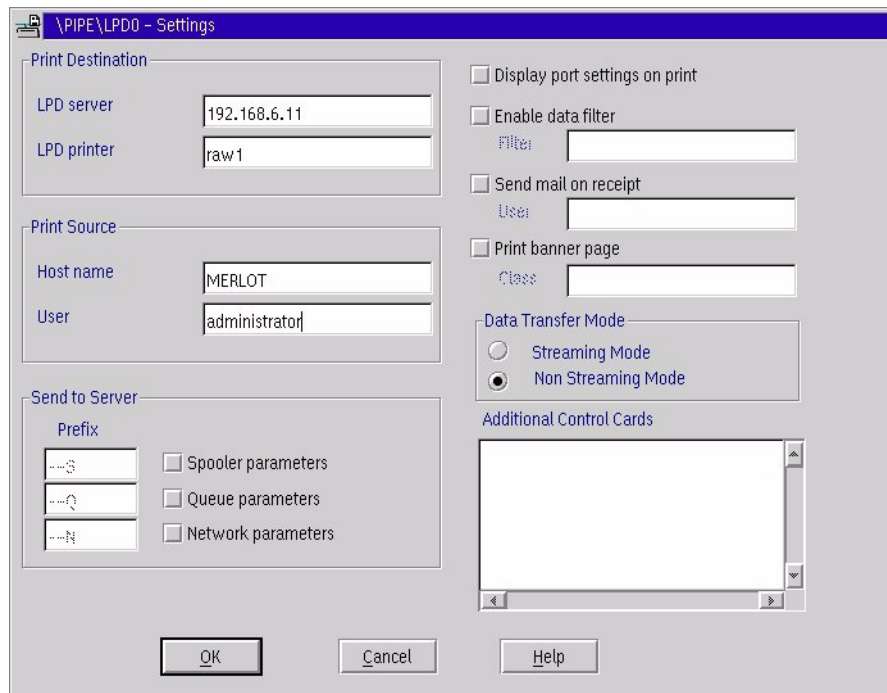 \PIPE\LPD0 – Settings
Print Destination
LPD server
192.168.6.11
LPD printer
raw1
Print Source
Host name
MERLOT
User
administrator
Send to Server
Prefix
---S
Spooler parameters
---Q
Queue parameters
---N
Network parameters
Display port settings on print
Enable data filter
Filter
Send mail on receipt
User
Print banner page
Class
Data Transfer Mode
Streaming Mode
Non Streaming Mode
Additional Control Cards
OK
Cancel
Help